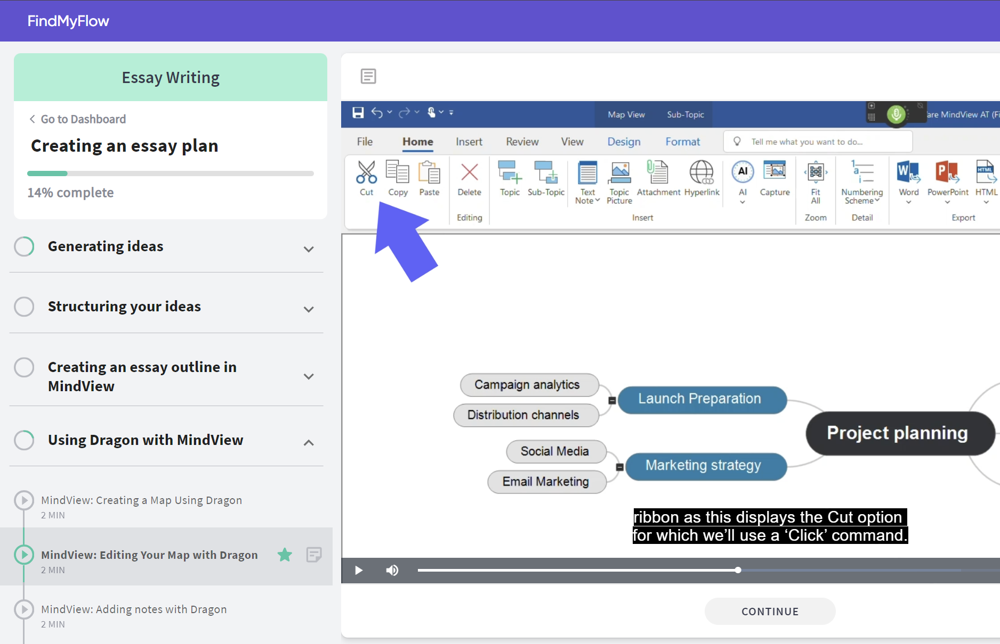 FindMyFlow
Essay Writing
Go to Dashboard
Creating an essay plan
14% complete
Generating ideas
Structuring your ideas
Creating an essay outline in
MindView
Using Dragon with MindView
MindView: Creating a Map Using Dragon
2 MIN
MindView: Editing Your Map with Dragon
2 MIN
MindView: Adding notes with Dragon
2 MIN
Map View Sub-Topic are MindView AT (Fi
File Home Insert Review View Design Format Tell me what you want to do...
Cut Copy Paste Delete Topic Sub-Topic Text Note Topic Picture Attachment Hyperlink AI AI Capture Fit All 1 a i Numbering Scheme W Word P PowerPoint HTML HTML
Editing Insert Zoom Detail Export
Campaign analytics
Launch Preparation
Distribution channels
Project planning
Social Media
Marketing strategy
Email Marketing
ribbon as this displays the Cut option
for which we’ll use a ‘Click’ command.
CONTINUE